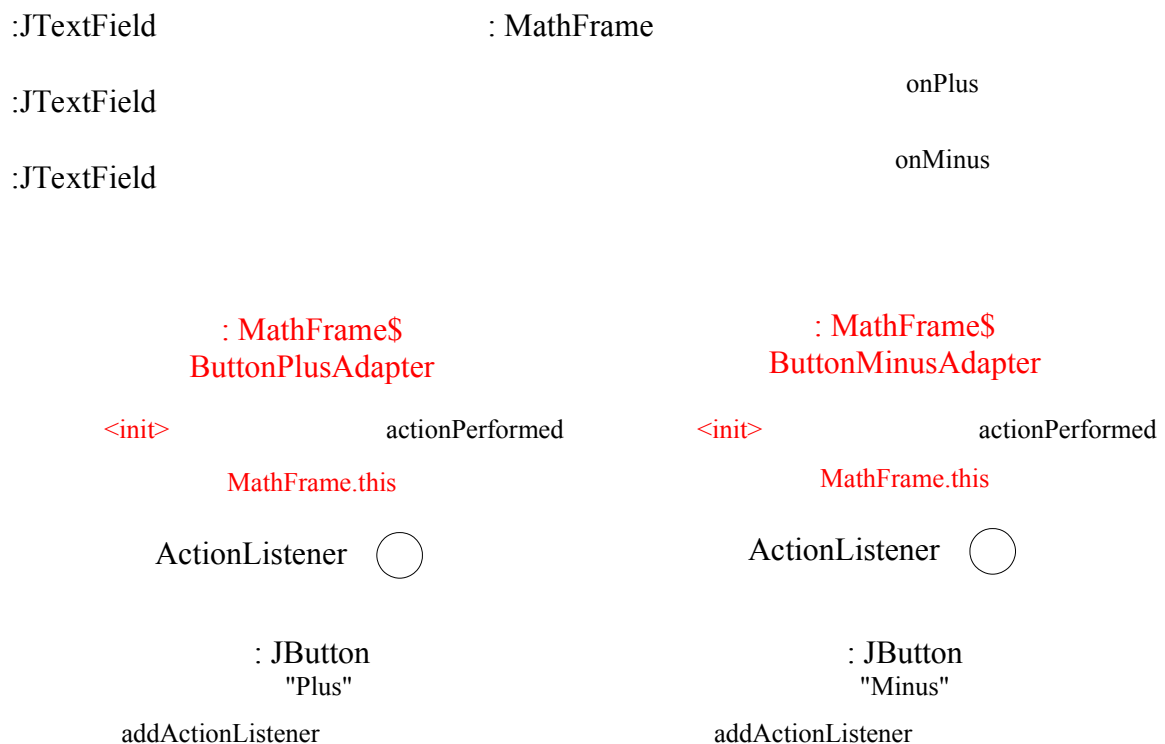 :JTextField
: MathFrame
onPlus
:JTextField
onMinus
:JTextField
: MathFrame$
ButtonPlusAdapter
: MathFrame$
ButtonMinusAdapter
<init>
actionPerformed
<init>
actionPerformed
MathFrame.this
MathFrame.this
ActionListener
ActionListener
: JButton
"Plus"
: JButton
"Minus"
addActionListener
addActionListener